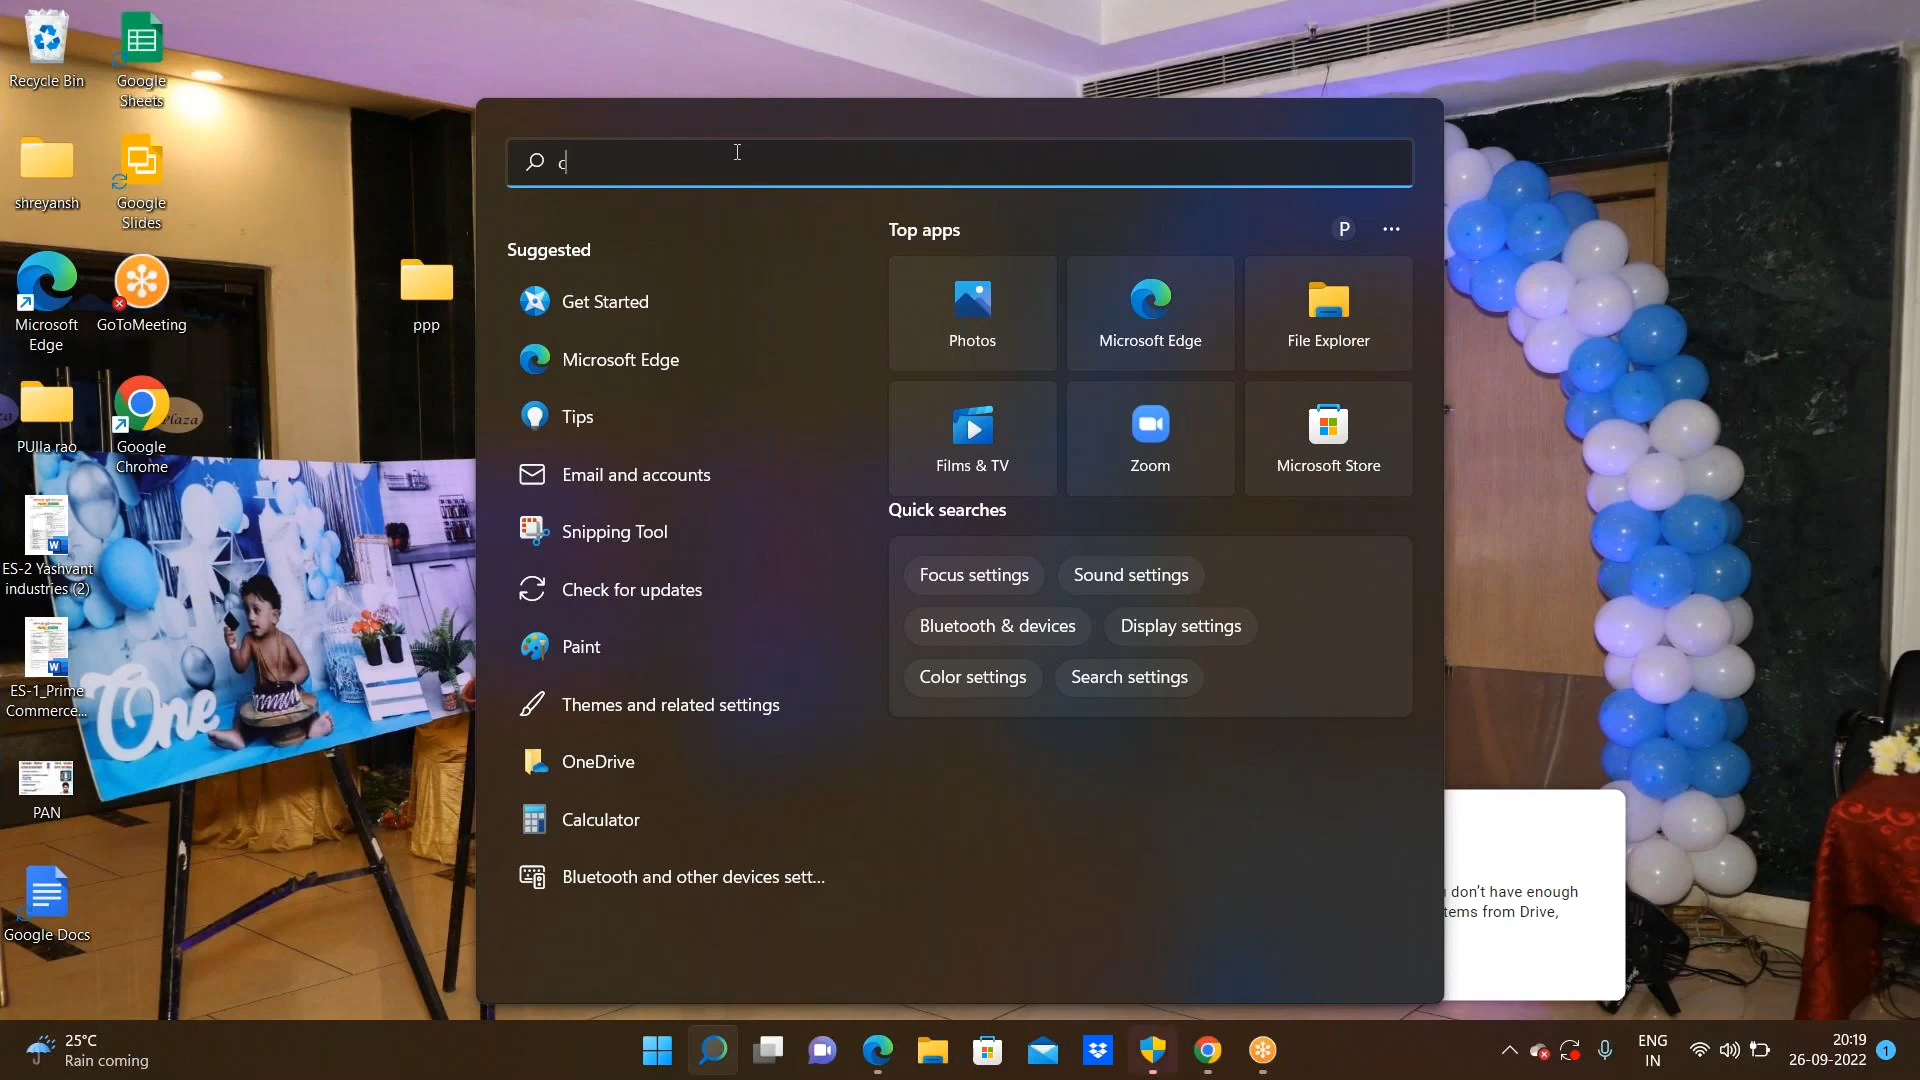 Recycle Bin
Google
Sheets
shreyansh
Google
Slides
Microsoft
Edge
GoToMeeting
ppp
PUlla rao
Google
Chrome
Plaza
ES-2 Yashvant
industries (2)
ES-1_Prime
Commerce...
One
PAN
Google Docs
c
Suggested
Get Started
Microsoft Edge
Tips
Email and accounts
Snipping Tool
Check for updates
Paint
Themes and related settings
OneDrive
Calculator
Bluetooth and other devices sett...
Top apps
P
Photos
Microsoft Edge
File Explorer
Films & TV
Zoom
Microsoft Store
Quick searches
Focus settings
Sound settings
Bluetooth & devices
Display settings
Color settings
Search settings
don't have enough
tems from Drive,
25°C
Rain coming
ENG
IN
20:19
26-09-2022
1